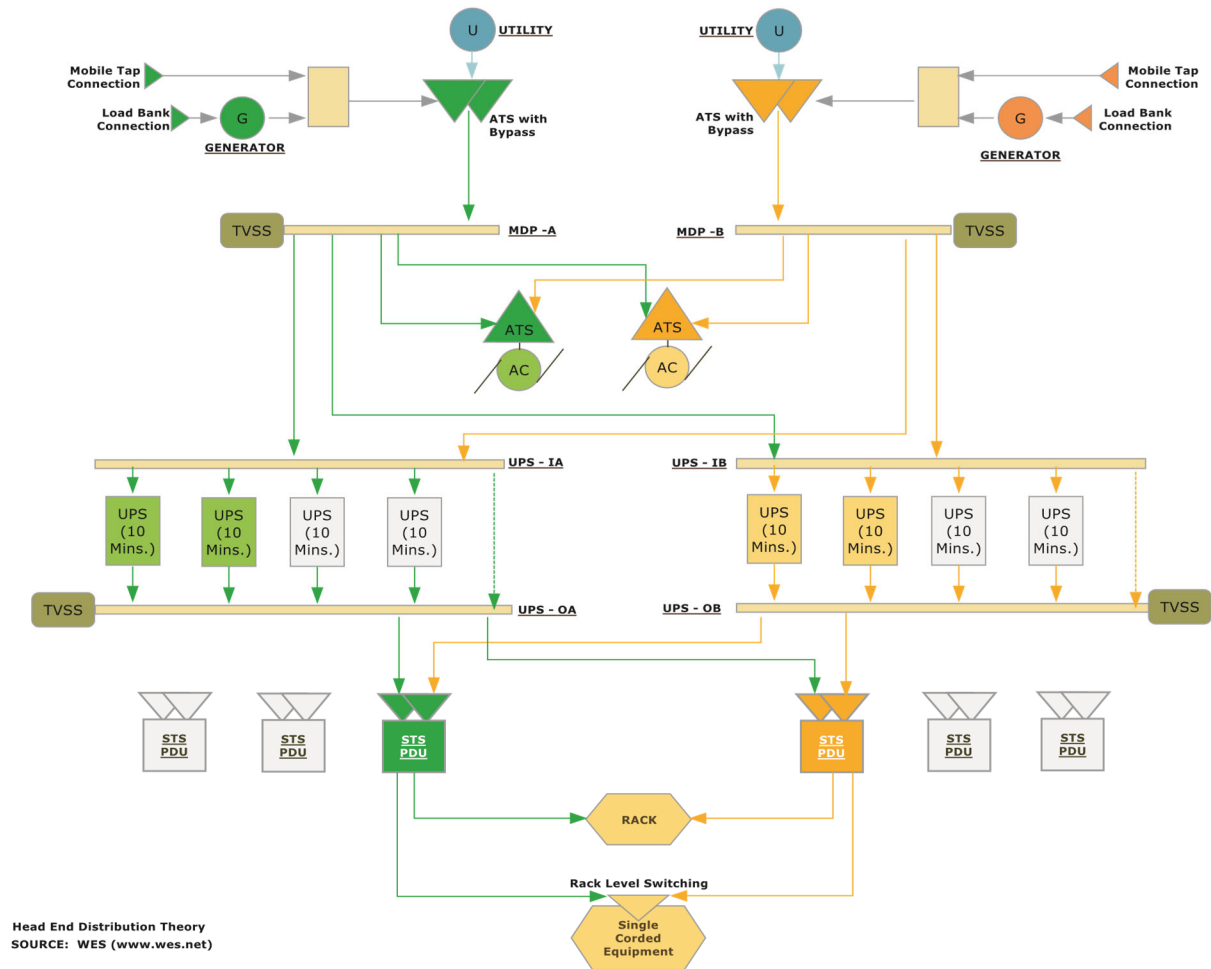 U
UTILITY
UTILITY
U
Mobile Tap
Connection
Load Bank
Connection
G
GENERATOR
ATS with
Bypass
ATS with
Bypass
Mobile Tap
Connection
G
Load Bank
Connection
GENERATOR
TVSS
MDP -A
MDP -B
TVSS
ATS
AC
ATS
AC
UPS - IA
UPS - IB
UPS
(10
Mins.)
UPS
(10
Mins.)
UPS
(10
Mins.)
UPS
(10
Mins.)
UPS
(10
Mins.)
UPS
(10
Mins.)
UPS
(10
Mins.)
UPS
(10
Mins.)
TVSS
UPS - OA
UPS - OB
TVSS
STS
PDU
STS
PDU
STS
PDU
STS
PDU
STS
PDU
STS
PDU
RACK
Rack Level Switching
Single
Corded
Equipment
Head End Distribution Theory
SOURCE: WES (www.wes.net)